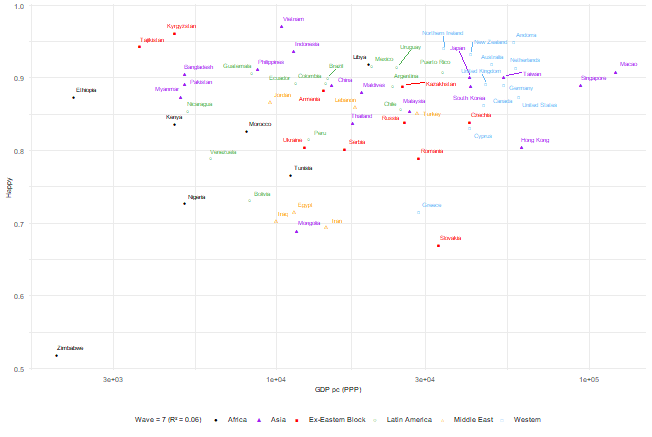 1.0
Vietnam
Kyrgyzstan
Northern Ireland
Andorra
Tajikistan
Indonesia
Uruguay
Japan
New Zealand
Libya
Mexico
Puerto Rico
Australia
Netherlands
Macao
Bangladesh
Guatemala
Philippines
Brazil
United Kingdom
Taiwan
0.9
Ecuador
Colombia
China
Argentina
Singapore
Pakistan
Kazakhstan
Germany
Ethiopia
Myanmar
Jordan
Armenia
Maldives
Lebanon
Malaysia
South Korea
Canada
United States
Nicaragua
Chile
Turkey
Kenya
Morocco
Thailand
Russia
Czechia
0.8
Ukraine
Peru
Serbia
Cyprus
Hong Kong
Venezuela
Romania
Tunisia
Happy
Nigeria
Bolivia
0.7
Iraq
Egypt
Mongolia
Iran
Greece
Slovakia
0.6
Zimbabwe
0.5
3e+03
1e+04
3e+04
1e+05
GDP pc (PPP)
Wave = 7 (R² = 0.06)
Africa
Asia
Ex-Eastern Block
Latin America
Middle East
Western